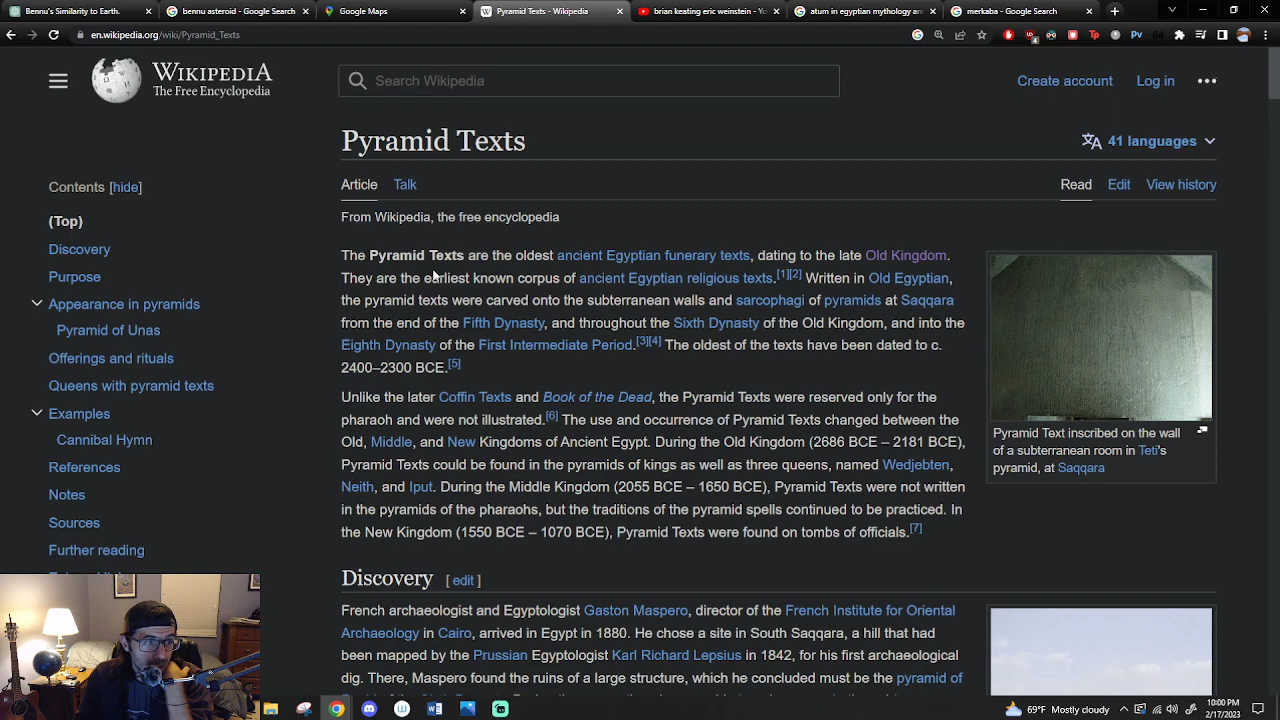 Bennu's Similarity to Earth.
bennu asteroid - Google Search
Google Maps
Pyramid Texts - Wikipedia
brian keating eric weinstein - Yo
atum in egyptian mythology an
merkaba - Google Search
en.wikipedia.org/wiki/Pyramid_Texts
WIKIPEDIA
The Free Encyclopedia
Search Wikipedia
Create account
Log in
Pyramid Texts
41 languages
Contents [hide]
Article
Talk
Read
Edit
View history
(Top)
Discovery
Purpose
Appearance in pyramids
Pyramid of Unas
Offerings and rituals
Queens with pyramid texts
Examples
Cannibal Hymn
References
Notes
Sources
Further reading
From Wikipedia, the free encyclopedia
The Pyramid Texts are the oldest ancient Egyptian funerary texts, dating to the late Old Kingdom.
They are the earliest known corpus of ancient Egyptian religious texts.[1][2] Written in Old Egyptian,
the pyramid texts were carved onto the subterranean walls and sarcophagi of pyramids at Saqqara
from the end of the Fifth Dynasty, and throughout the Sixth Dynasty of the Old Kingdom, and into the
Eighth Dynasty of the First Intermediate Period.[3][4] The oldest of the texts have been dated to c.
2400–2300 BCE.[5]
Unlike the later Coffin Texts and Book of the Dead, the Pyramid Texts were reserved only for the
pharaoh and were not illustrated.[6] The use and occurrence of Pyramid Texts changed between the
Old, Middle, and New Kingdoms of Ancient Egypt. During the Old Kingdom (2686 BCE – 2181 BCE),
Pyramid Texts could be found in the pyramids of kings as well as three queens, named Wedjebten,
Neith, and Iput. During the Middle Kingdom (2055 BCE – 1650 BCE), Pyramid Texts were not written
in the pyramids of the pharaohs, but the traditions of the pyramid spells continued to be practiced. In
the New Kingdom (1550 BCE – 1070 BCE), Pyramid Texts were found on tombs of officials.[7]
Pyramid Text inscribed on the wall
of a subterranean room in Teti's
pyramid, at Saqqara
Discovery [ edit ]
French archaeologist and Egyptologist Gaston Maspero, director of the French Institute for Oriental
Archaeology in Cairo, arrived in Egypt in 1880. He chose a site in South Saqqara, a hill that had
been mapped by the Prussian Egyptologist Karl Richard Lepsius in 1842, for his first archaeological
dig. There, Maspero found the ruins of a large structure, which he concluded must be the pyramid of
69°F Mostly cloudy
10:00 PM
2/17/2023